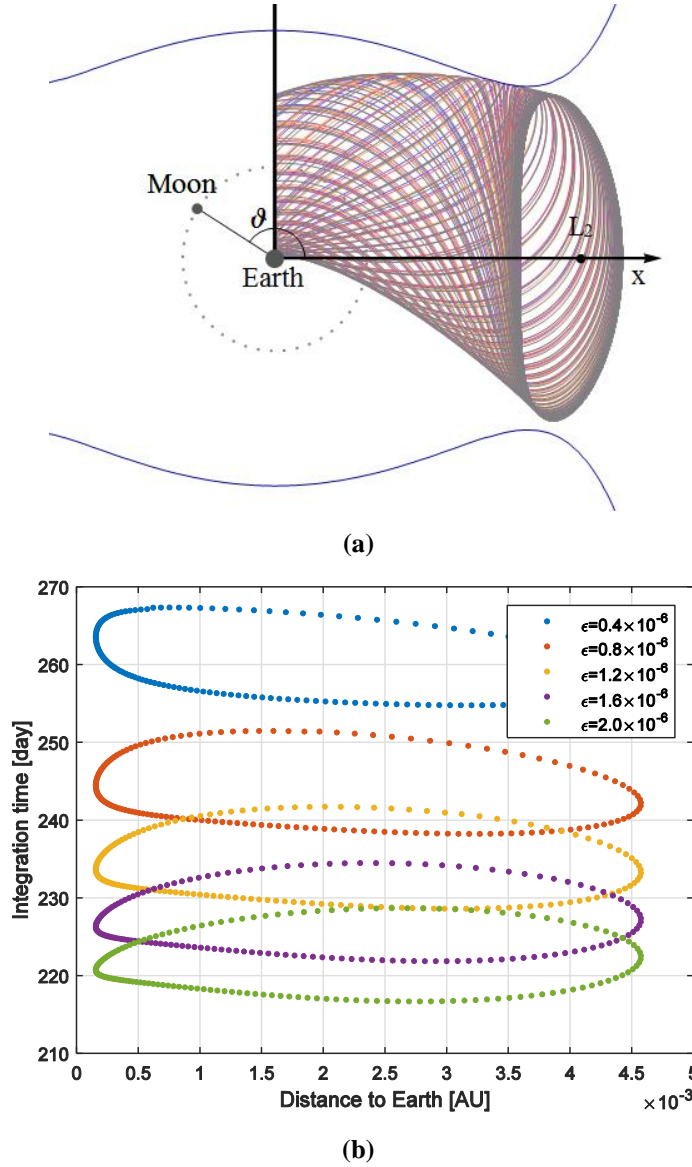 Moon
ϑ
Earth
L₂
x
(a)
270
260
250
240
230
220
210
Integration time [day]
ϵ=0.4×10⁻⁶
ϵ=0.8×10⁻⁶
ϵ=1.2×10⁻⁶
ϵ=1.6×10⁻⁶
ϵ=2.0×10⁻⁶
0 0.5 1 1.5 2 2.5 3 3.5 4 4.5 5
Distance to Earth [AU]
×10⁻³
(b)